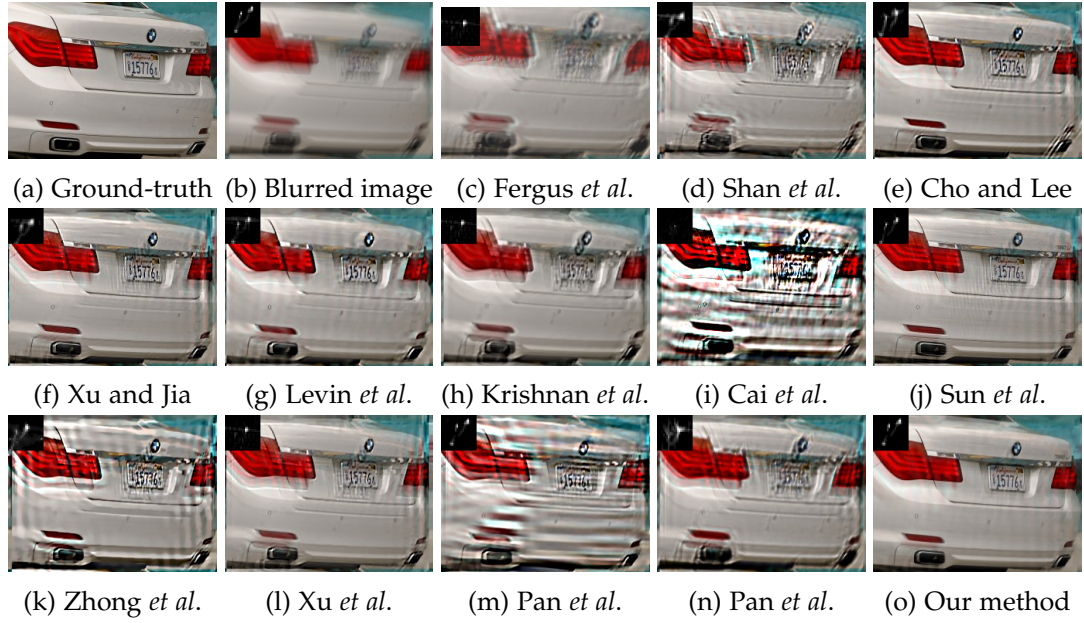 (a) Ground-truth (b) Blurred image (c) Fergus et al. (d) Shan et al. (e) Cho and Lee
(f) Xu and Jia (g) Levin et al. (h) Krishnan et al. (i) Cai et al. (j) Sun et al.
(k) Zhong et al. (l) Xu et al. (m) Pan et al. (n) Pan et al. (o) Our method